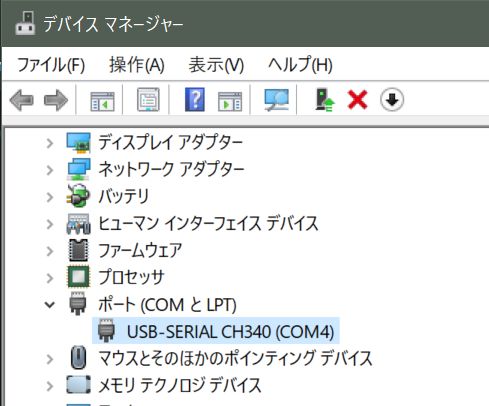 デバイス マネージャー
ファイル(F) 操作(A) 表示(V) ヘルプ(H)
ディスプレイ アダプター
ネットワーク アダプター
バッテリ
ヒューマン インターフェイス デバイス
ファームウェア
プロセッサ
ポート (COM と LPT)
USB-SERIAL CH340 (COM4)
マウスとそのほかのポインティング デバイス
メモリ テクノロジ デバイス